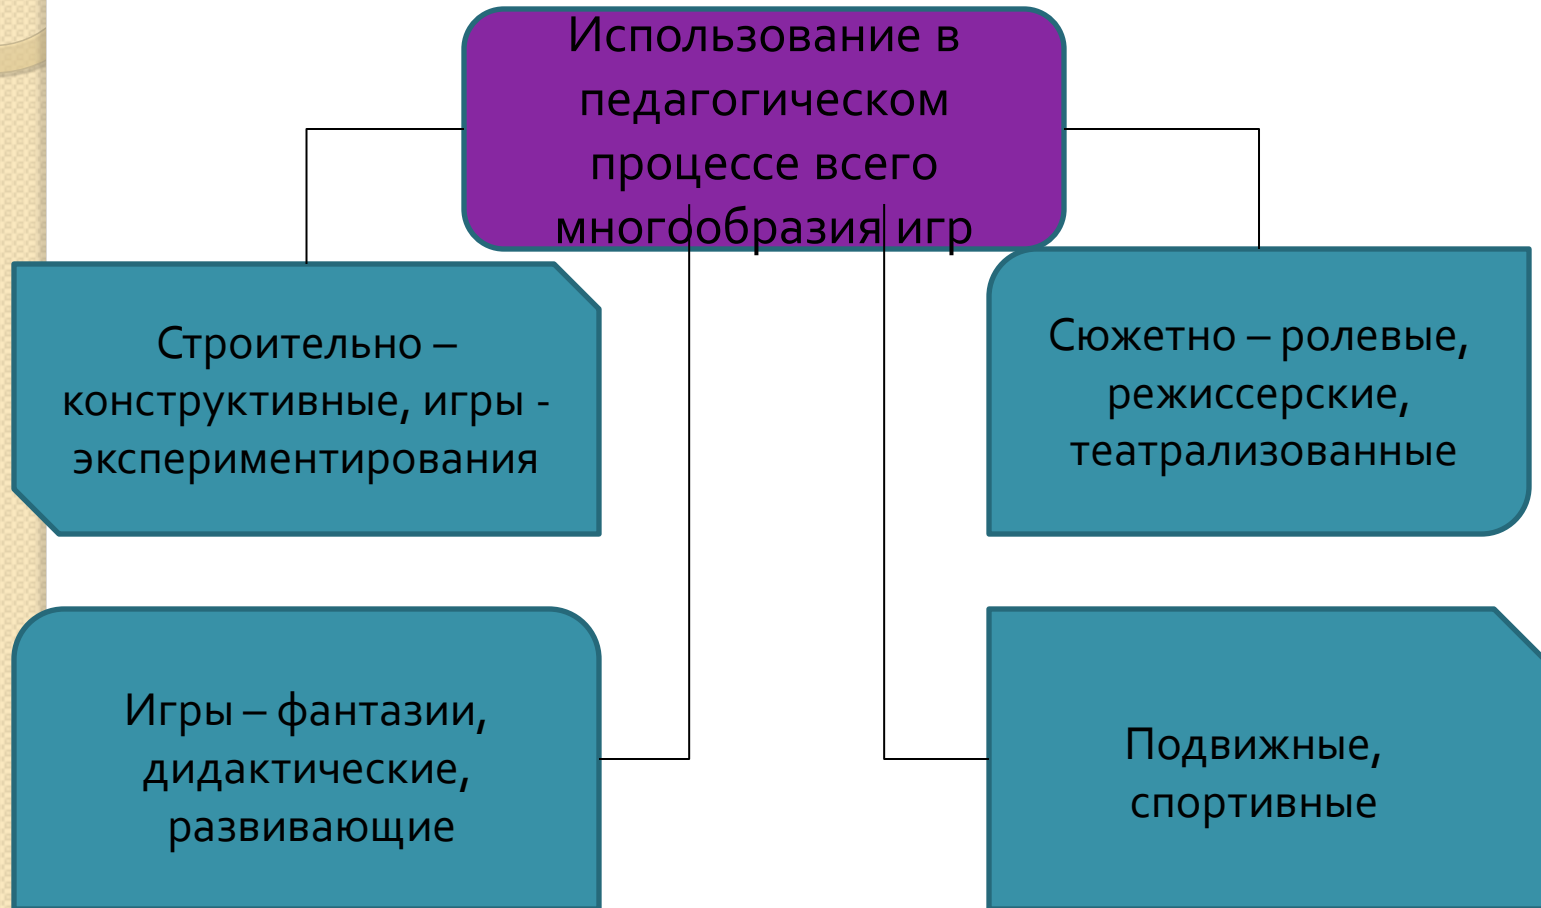 Использование в
педагогическом
процессе всего
многообразия игр
Строительно –
конструктивные, игры -
экспериментирования
Сюжетно – ролевые,
режиссерские,
театрализованные
Игры – фантазии,
дидактические,
развивающие
Подвижные,
спортивные